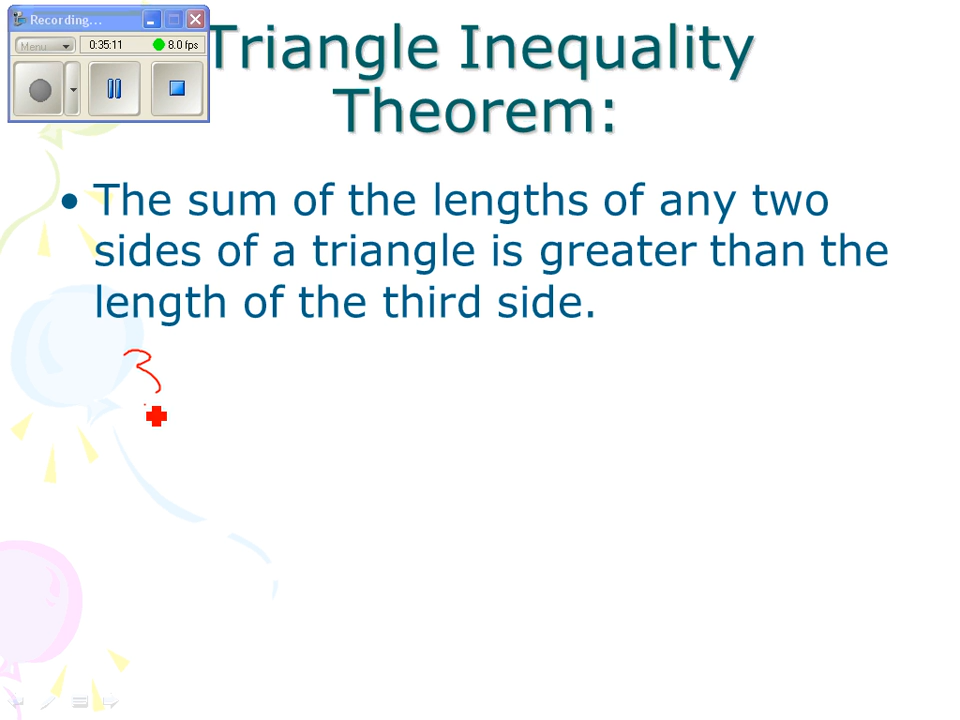 Recording...
Menu
0:35:11
8.0 fps
Triangle Inequality
Theorem:
• The sum of the lengths of any two
sides of a triangle is greater than the
length of the third side.
3